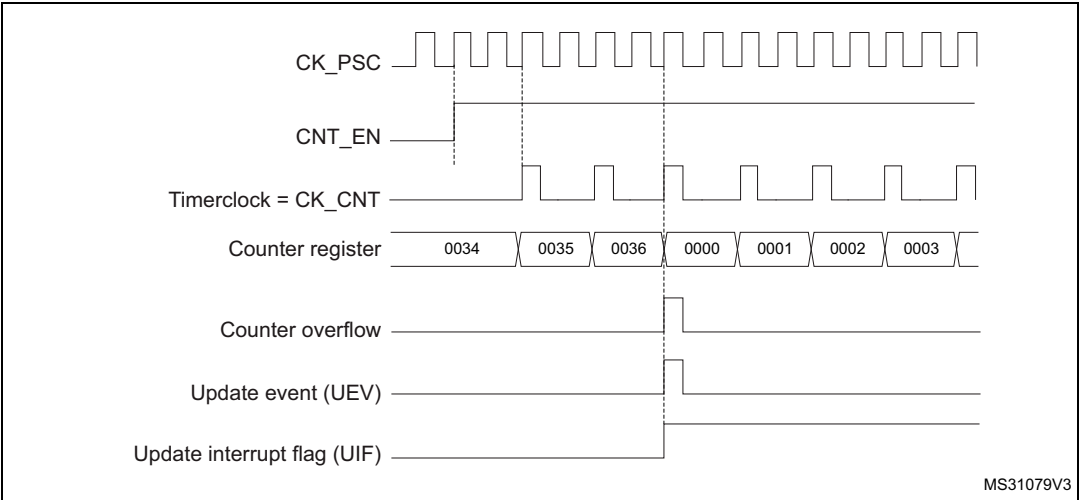 CK_PSC
CNT_EN
Timerclock = CK_CNT
Counter register 0034 0035 0036 0000 0001 0002 0003
Counter overflow
Update event (UEV)
Update interrupt flag (UIF)
MS31079V3